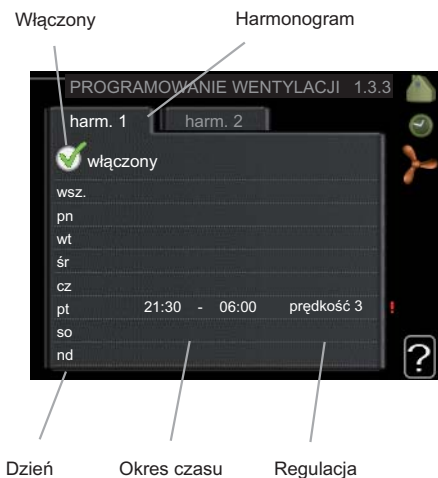 Włączony
Harmonogram
PROGRAMOWANIE WENTYLACJI 1.3.3
harm. 1 harm. 2
włączony
wsz.
pn
wt
śr
cz
pt 21:30 - 06:00 prędkość 3 !
so
nd
?
Dzień Okres czasu Regulacja